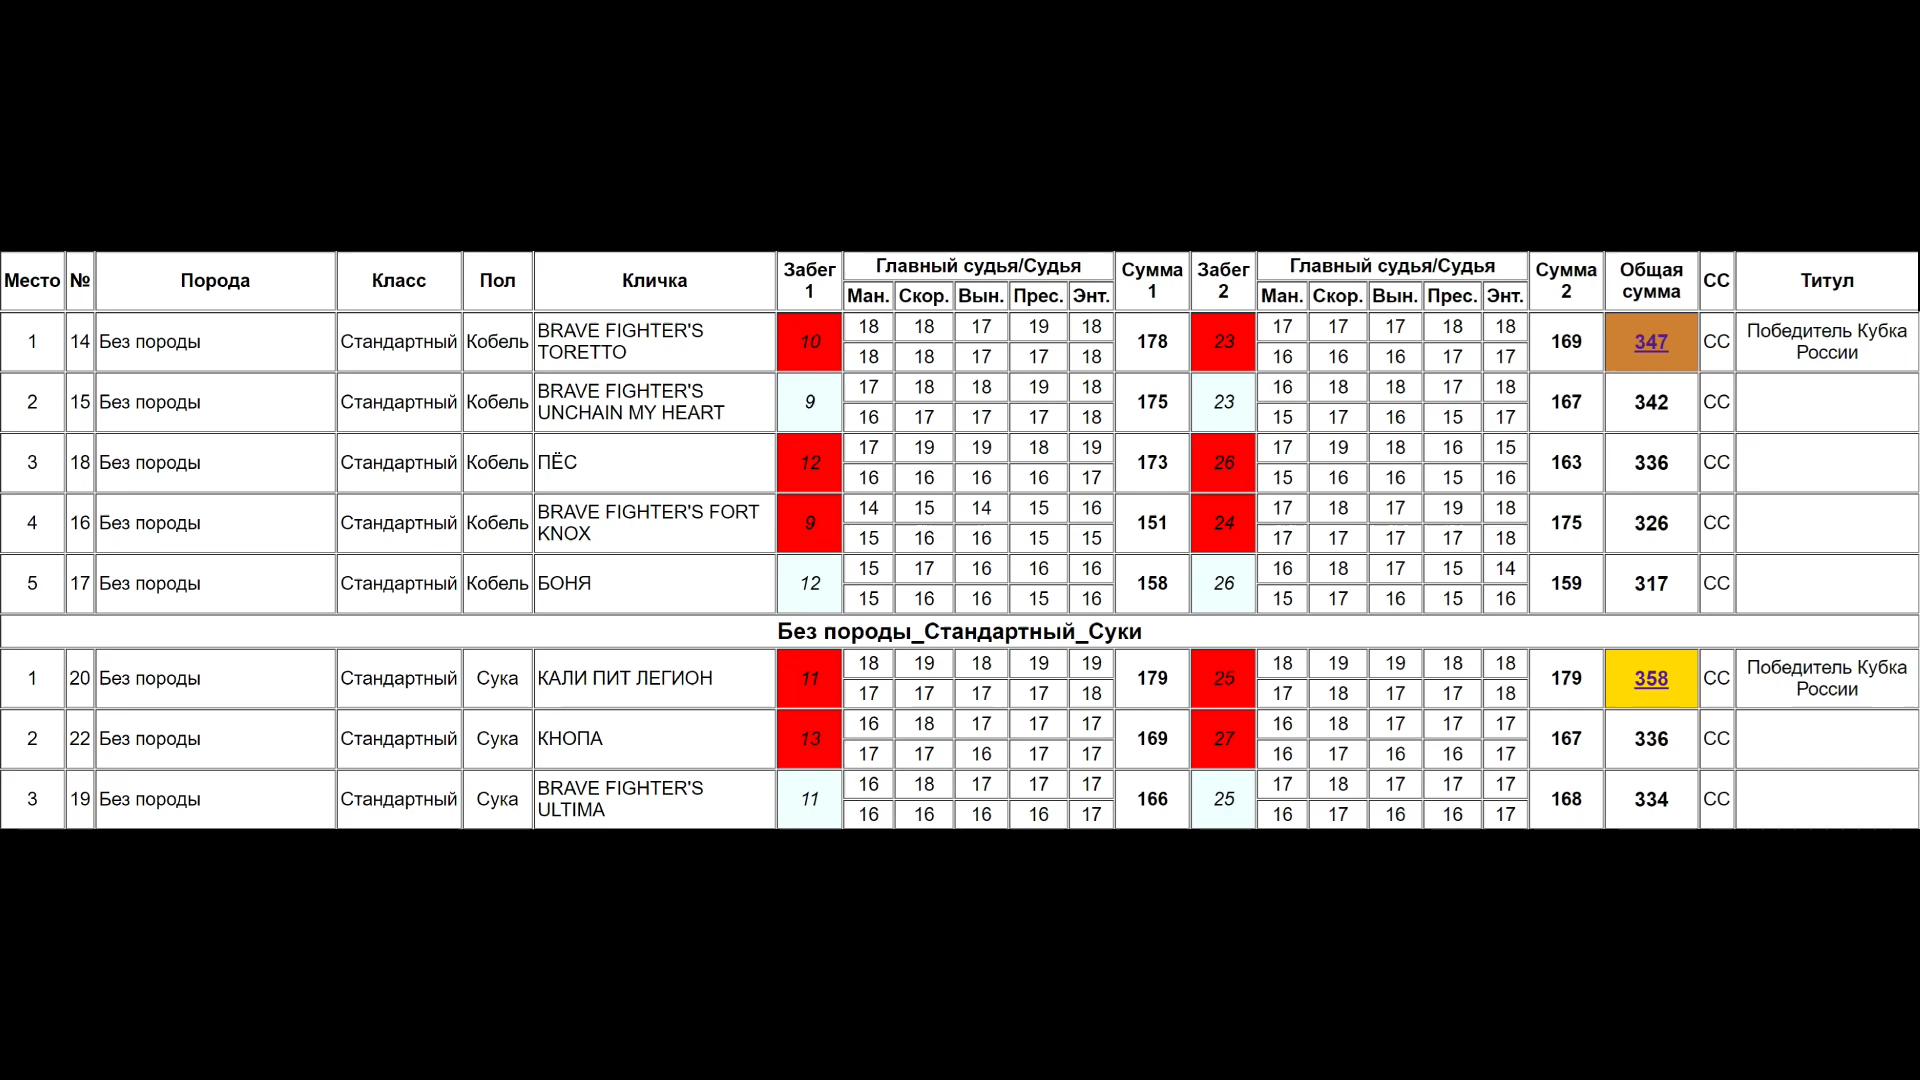 Место № Порода Класс Пол Кличка Забег 1 Главный судья/Судья Сумма 1 Забег 2 Главный судья/Судья Сумма 2 Общая сумма СС Титул
Ман. Скор. Вын. Прес. Энт. Ман. Скор. Вын. Прес. Энт.
1 14 Без породы Стандартный Кобель BRAVE FIGHTER'S TORETTO 10 18 18 17 19 18 178 23 17 17 17 18 18 169 347 СС Победитель Кубка России
18 18 17 17 18 16 16 16 17 17
2 15 Без породы Стандартный Кобель BRAVE FIGHTER'S UNCHAIN MY HEART 9 17 18 18 19 18 175 23 16 18 18 17 18 167 342 СС
16 17 17 17 18 15 17 16 15 17
3 18 Без породы Стандартный Кобель ПЁС 12 17 19 19 18 19 173 26 17 19 18 16 15 163 336 СС
16 16 16 16 17 15 16 16 15 16
4 16 Без породы Стандартный Кобель BRAVE FIGHTER'S FORT KNOX 9 14 15 14 15 16 151 24 17 18 17 19 18 175 326 СС
15 16 16 15 15 17 17 17 17 18
5 17 Без породы Стандартный Кобель БОНЯ 12 15 17 16 16 16 158 26 16 18 17 15 14 159 317 СС
15 16 16 15 16 15 17 16 15 16
Без породы_Стандартный_Суки
1 20 Без породы Стандартный Сука КАЛИ ПИТ ЛЕГИОН 11 18 19 18 19 19 179 25 18 19 19 18 18 179 358 СС Победитель Кубка России
17 17 17 17 18 17 18 17 17 18
2 22 Без породы Стандартный Сука КНОПА 13 16 18 17 17 17 169 27 16 18 17 17 17 167 336 СС
17 17 16 17 17 16 17 16 16 17
3 19 Без породы Стандартный Сука BRAVE FIGHTER'S ULTIMA 11 16 18 17 17 17 166 25 17 18 17 17 17 168 334 СС
16 16 16 16 17 16 17 16 16 17